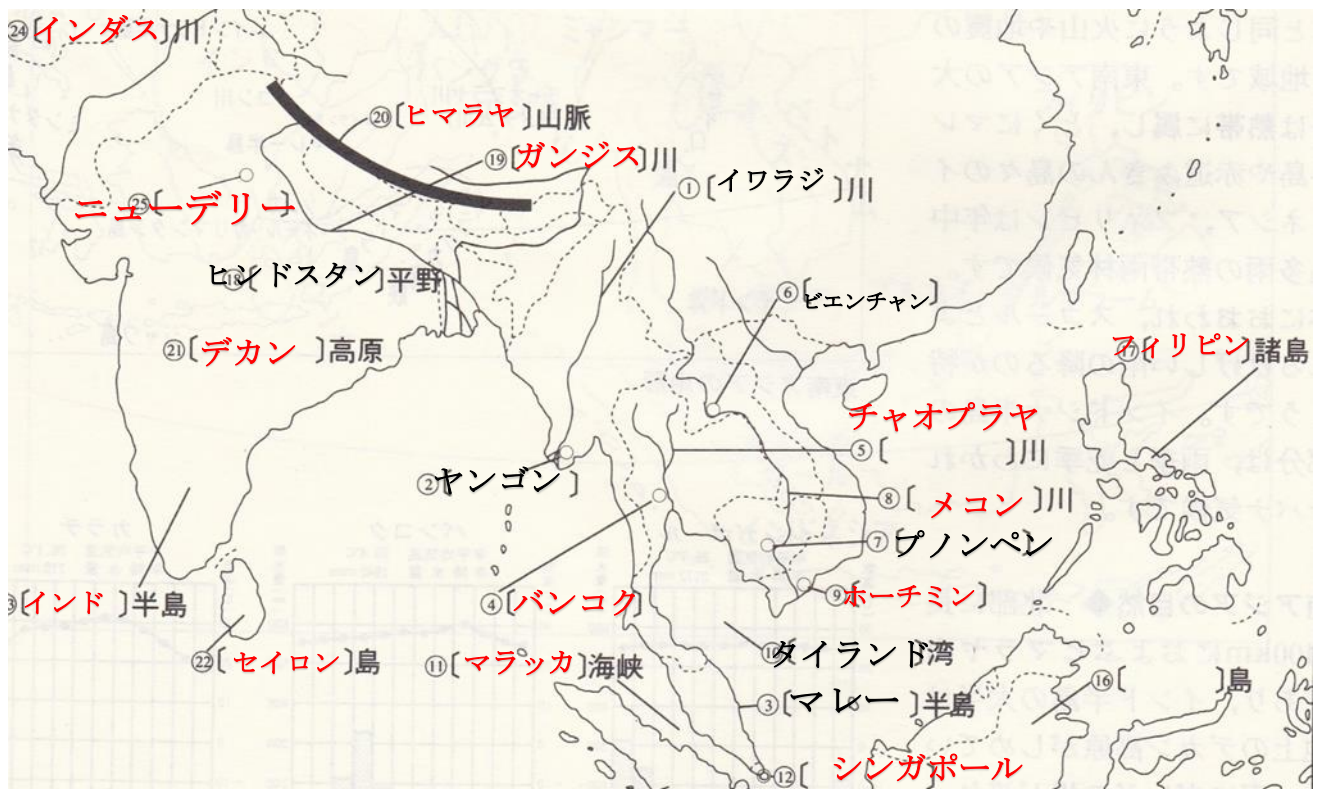 ㉔〔インダス〕川
⑳〔ヒマラヤ〕山脈
⑲〔ガンジス〕川
①〔イワラジ〕川
㉕〔ニューデリー〕
⑱〔ヒンドスタン〕平野
⑥〔ビエンチャン〕
㉑〔デカン〕高原
⑰〔フィリピン〕諸島
チャオプラヤ
⑤〔 〕川
②〔ヤンゴン〕
⑧〔メコン〕川
⑦〔プノンペン〕
3〔インド〕半島
④〔バンコク〕
⑨〔ホーチミン〕
㉒〔セイロン〕島
⑪〔マラッカ〕海峡
⑩〔タイランド〕湾
⑯〔 〕島
③〔マレー〕半島
⑫〔シンガポール